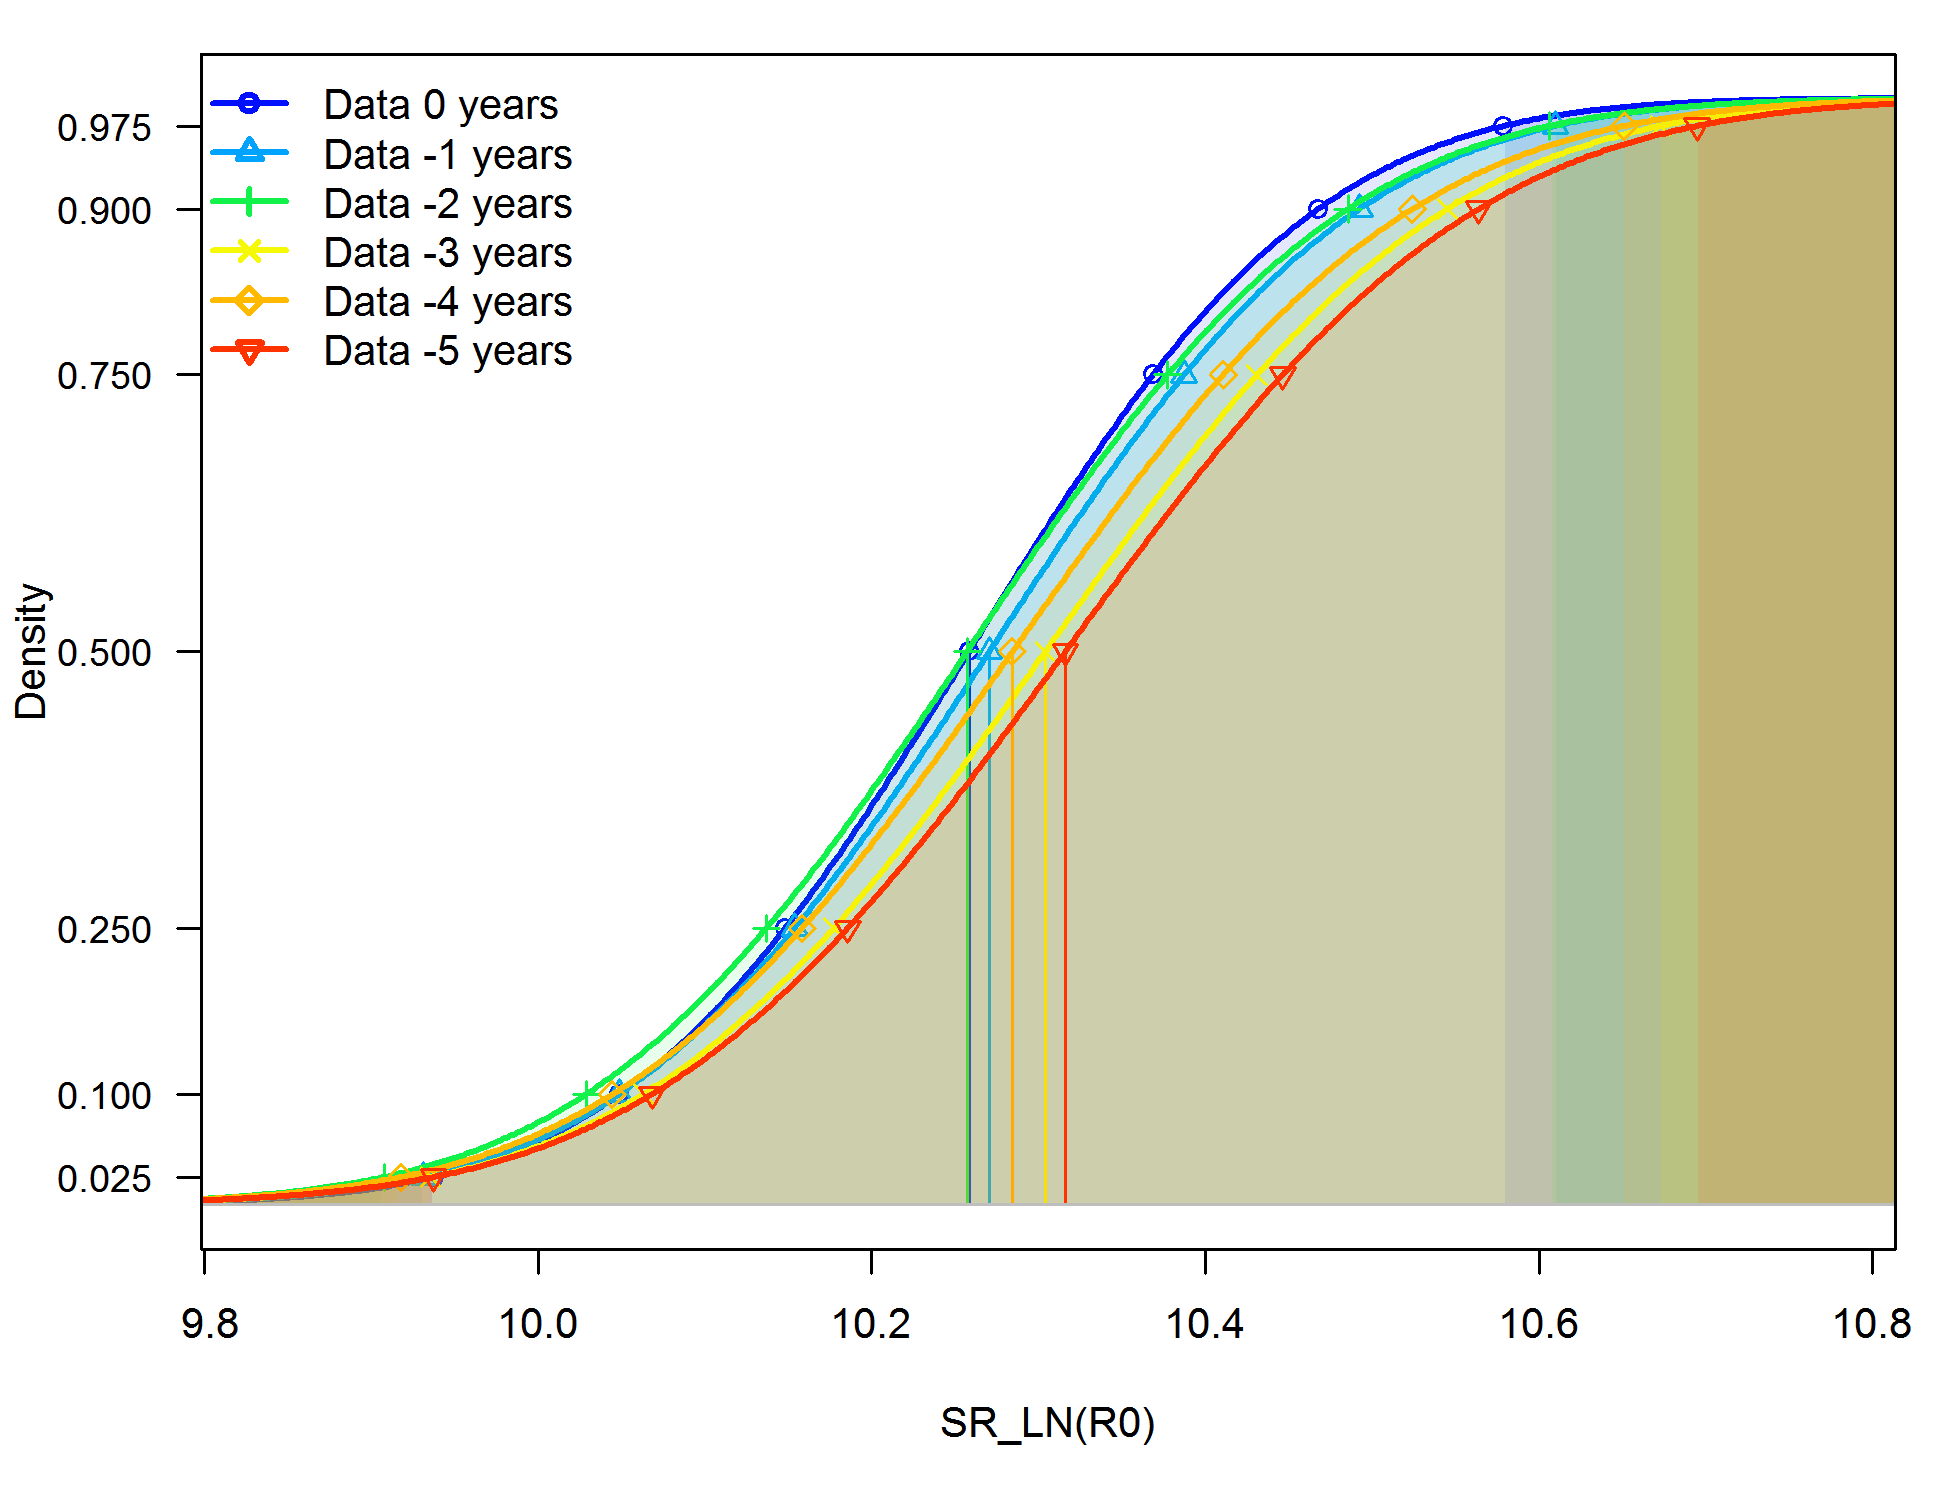 Data 0 years
Data -1 years
Data -2 years
Data -3 years
Data -4 years
Data -5 years
0.975
0.900
0.750
0.500
0.250
0.100
0.025
Density
9.8 10.0 10.2 10.4 10.6 10.8
SR_LN(R0)